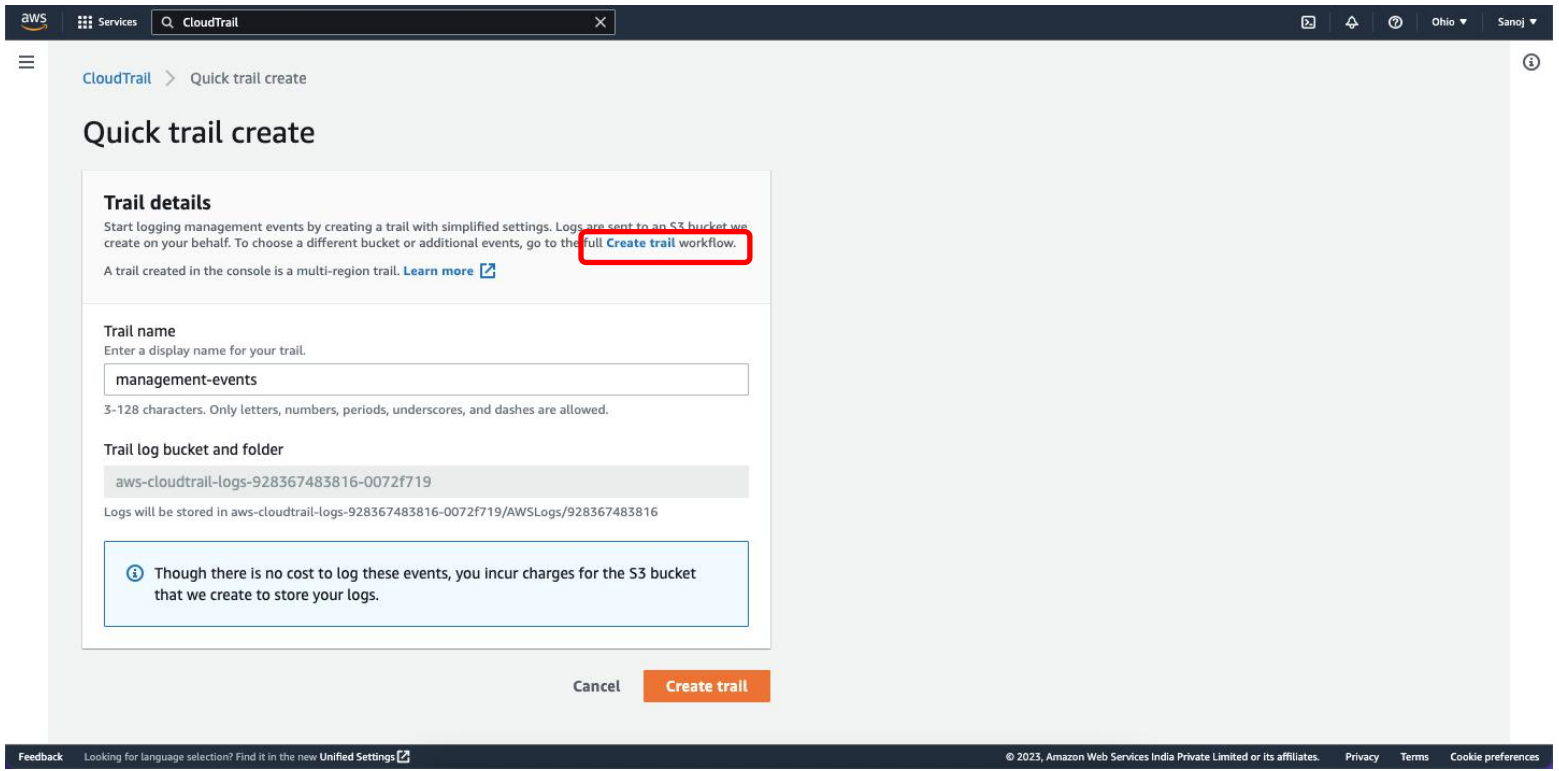 aws
Services
CloudTrail
Ohio
Sanoj
CloudTrail
Quick trail create
Quick trail create
Trail details
Start logging management events by creating a trail with simplified settings. Logs are sent to an S3 bucket we
create on your behalf. To choose a different bucket or additional events, go to the full Create trail workflow.
A trail created in the console is a multi-region trail. Learn more
Trail name
Enter a display name for your trail.
management-events
3-128 characters. Only letters, numbers, periods, underscores, and dashes are allowed.
Trail log bucket and folder
aws-cloudtrail-logs-928367483816-0072f719
Logs will be stored in aws-cloudtrail-logs-928367483816-0072f719/AWSLogs/928367483816
Though there is no cost to log these events, you incur charges for the S3 bucket
that we create to store your logs.
Cancel
Create trail
Feedback
Looking for language selection? Find it in the new Unified Settings
© 2023, Amazon Web Services India Private Limited or its affiliates.
Privacy
Terms
Cookie preferences